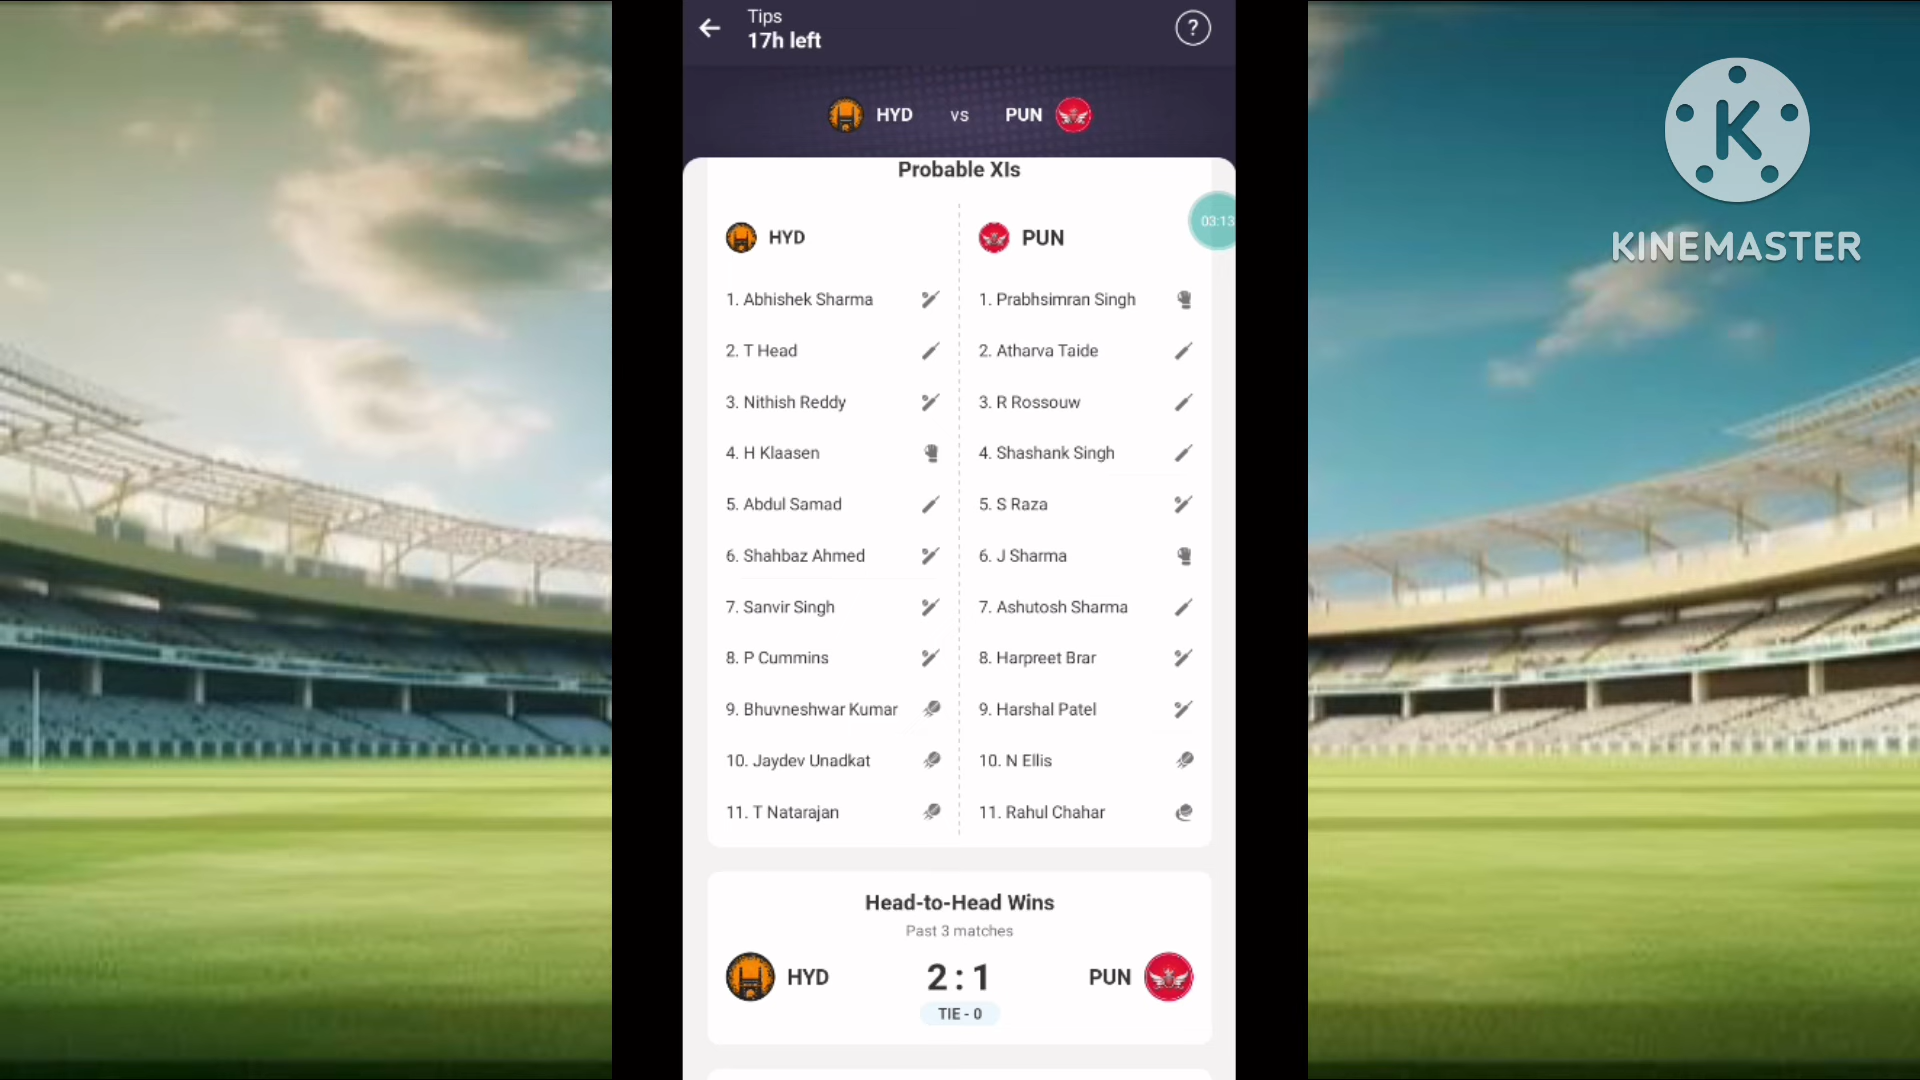 Tips
17h left
?
HYD vs PUN
Probable XIs
03:13
HYD
1. Abhishek Sharma
2. T Head
3. Nithish Reddy
4. H Klaasen
5. Abdul Samad
6. Shahbaz Ahmed
7. Sanvir Singh
8. P Cummins
9. Bhuvneshwar Kumar
10. Jaydev Unadkat
11. T Natarajan
PUN
1. Prabhsimran Singh
2. Atharva Taide
3. R Rossouw
4. Shashank Singh
5. S Raza
6. J Sharma
7. Ashutosh Sharma
8. Harpreet Brar
9. Harshal Patel
10. N Ellis
11. Rahul Chahar
Head-to-Head Wins
Past 3 matches
HYD 2 : 1 PUN
TIE - 0
K
KINEMASTER